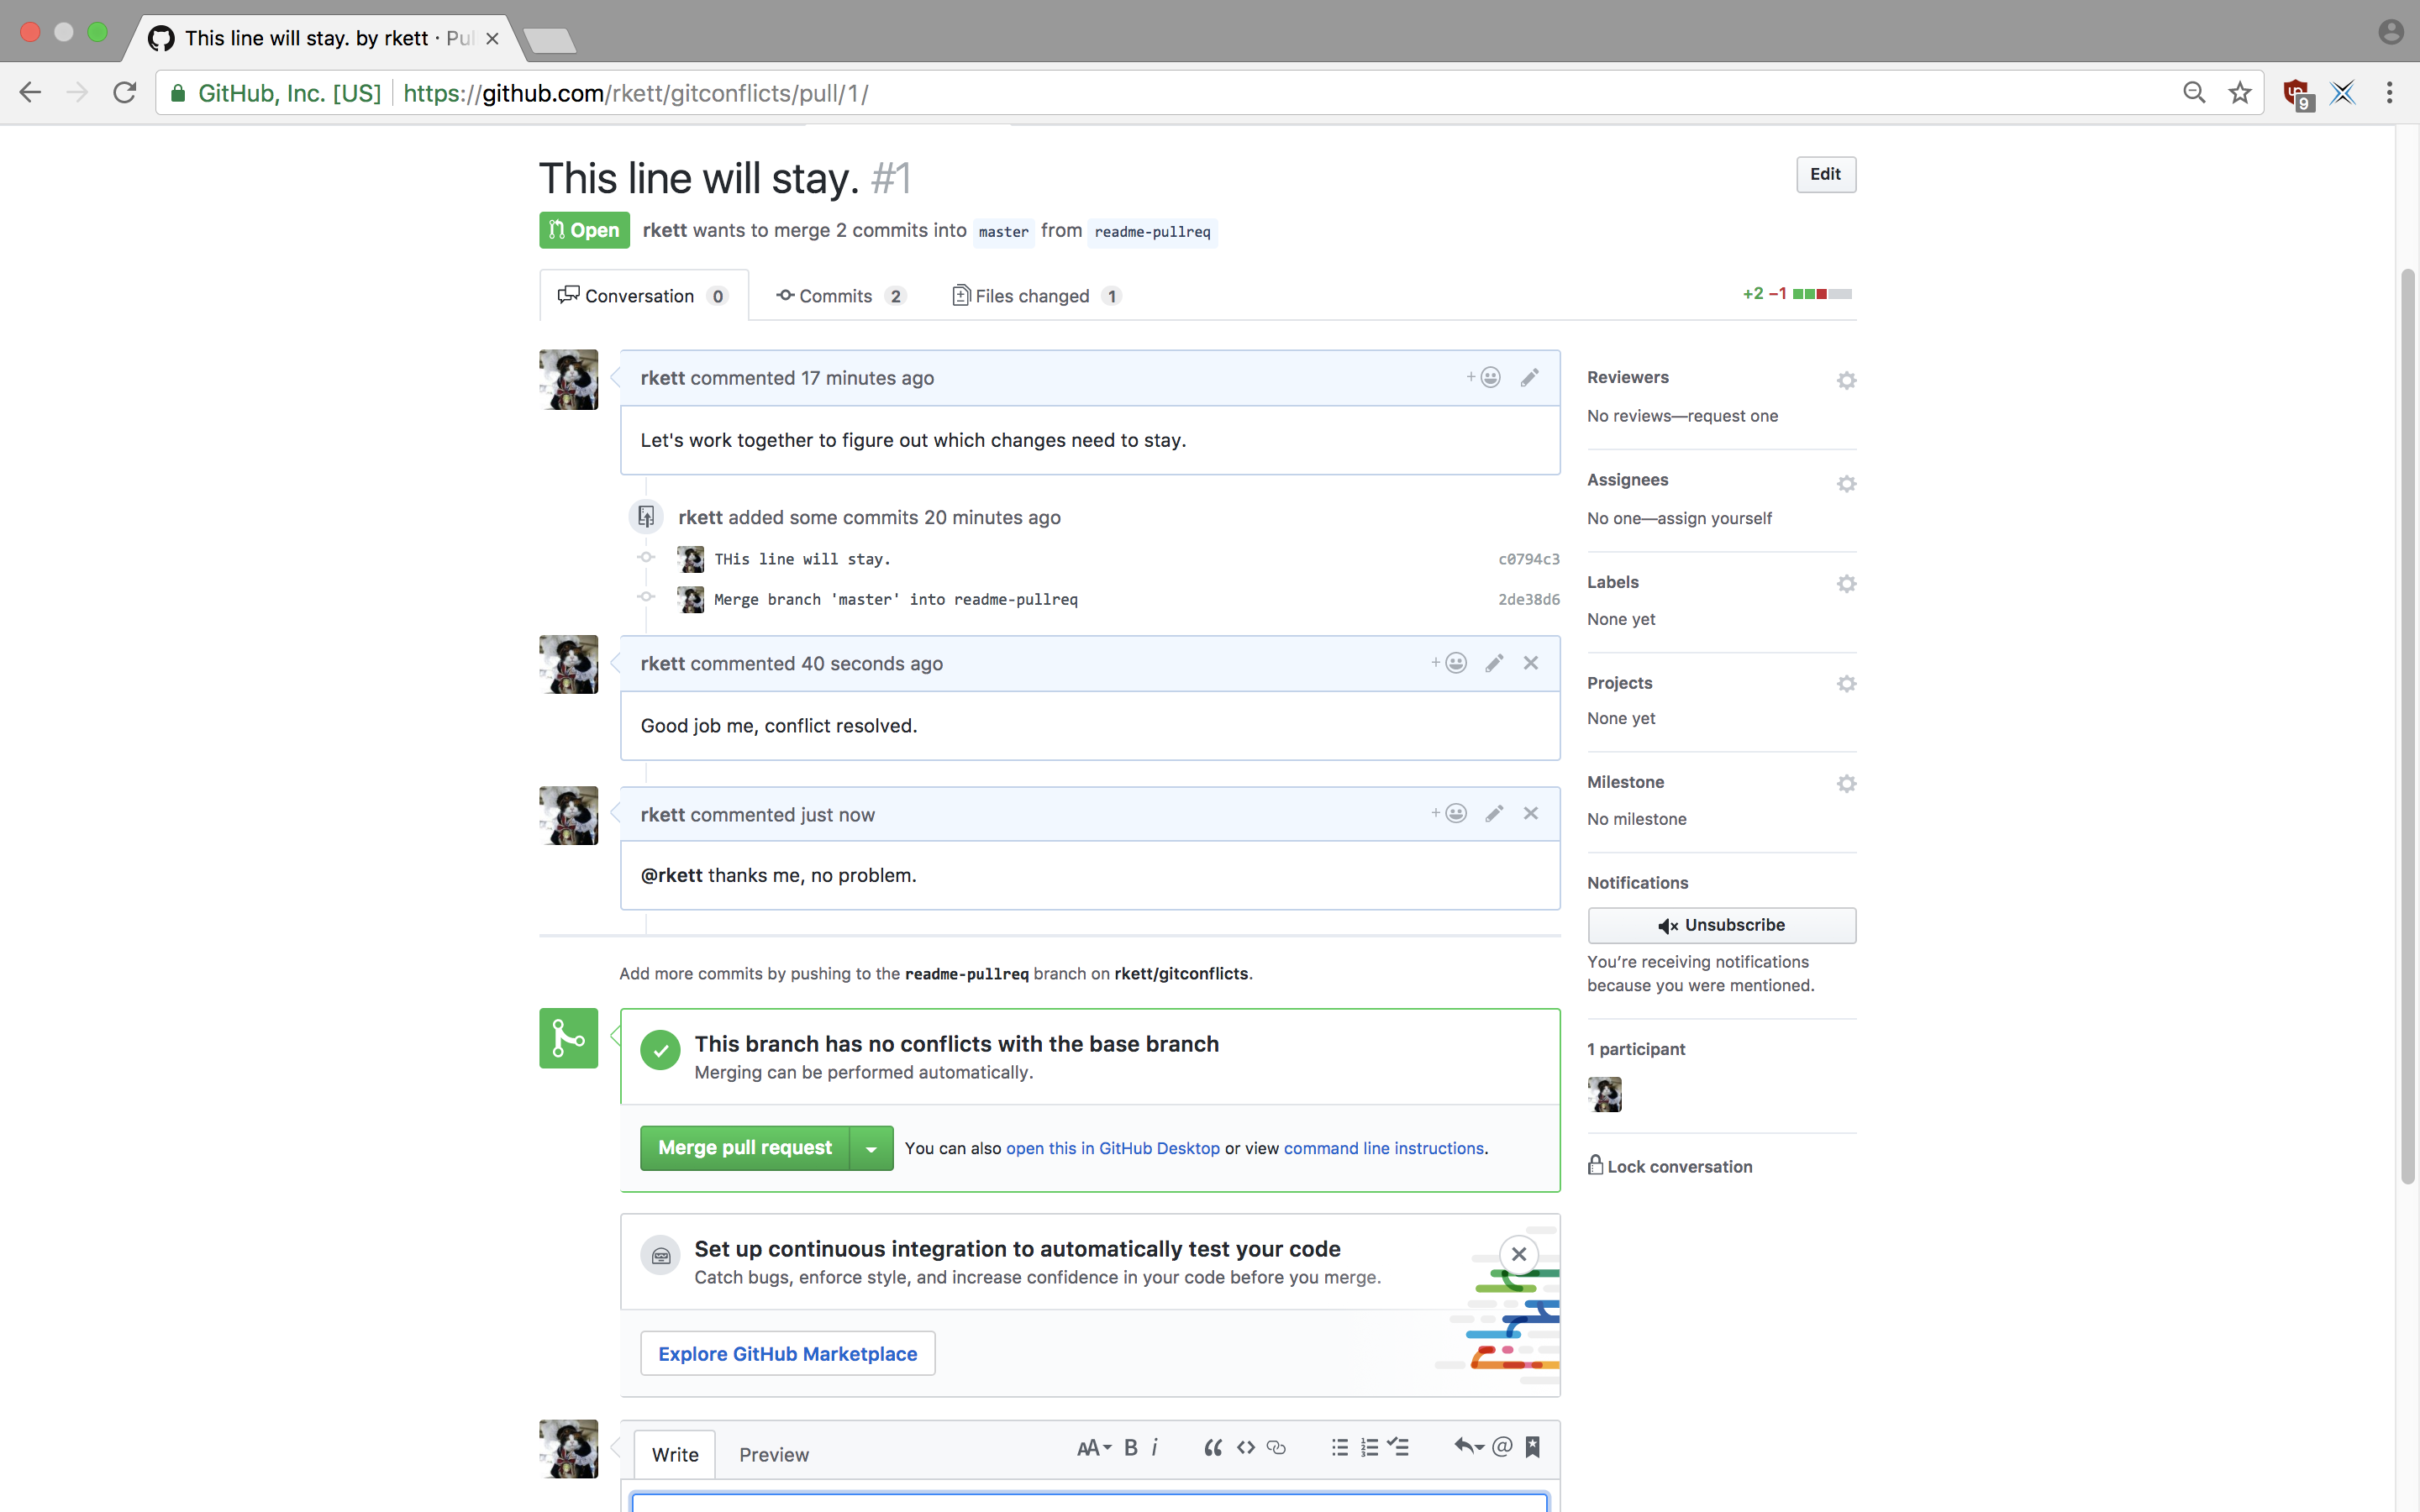 This line will stay. by rkett · Pul
GitHub, Inc. [US] https://github.com/rkett/gitconflicts/pull/1/
9
This line will stay. #1
Edit
Open rkett wants to merge 2 commits into master from readme-pullreq
Conversation 0 Commits 2 Files changed 1
+2 −1
rkett commented 17 minutes ago
Let's work together to figure out which changes need to stay.
rkett added some commits 20 minutes ago
THis line will stay. c0794c3
Merge branch 'master' into readme-pullreq 2de38d6
rkett commented 40 seconds ago
Good job me, conflict resolved.
rkett commented just now
@rkett thanks me, no problem.
Add more commits by pushing to the readme-pullreq branch on rkett/gitconflicts.
This branch has no conflicts with the base branch
Merging can be performed automatically.
Merge pull request You can also open this in GitHub Desktop or view command line instructions.
Set up continuous integration to automatically test your code
Catch bugs, enforce style, and increase confidence in your code before you merge.
Explore GitHub Marketplace
Write Preview AA B i
Reviewers
No reviews—request one
Assignees
No one—assign yourself
Labels
None yet
Projects
None yet
Milestone
No milestone
Notifications
Unsubscribe
You’re receiving notifications
because you were mentioned.
1 participant
Lock conversation